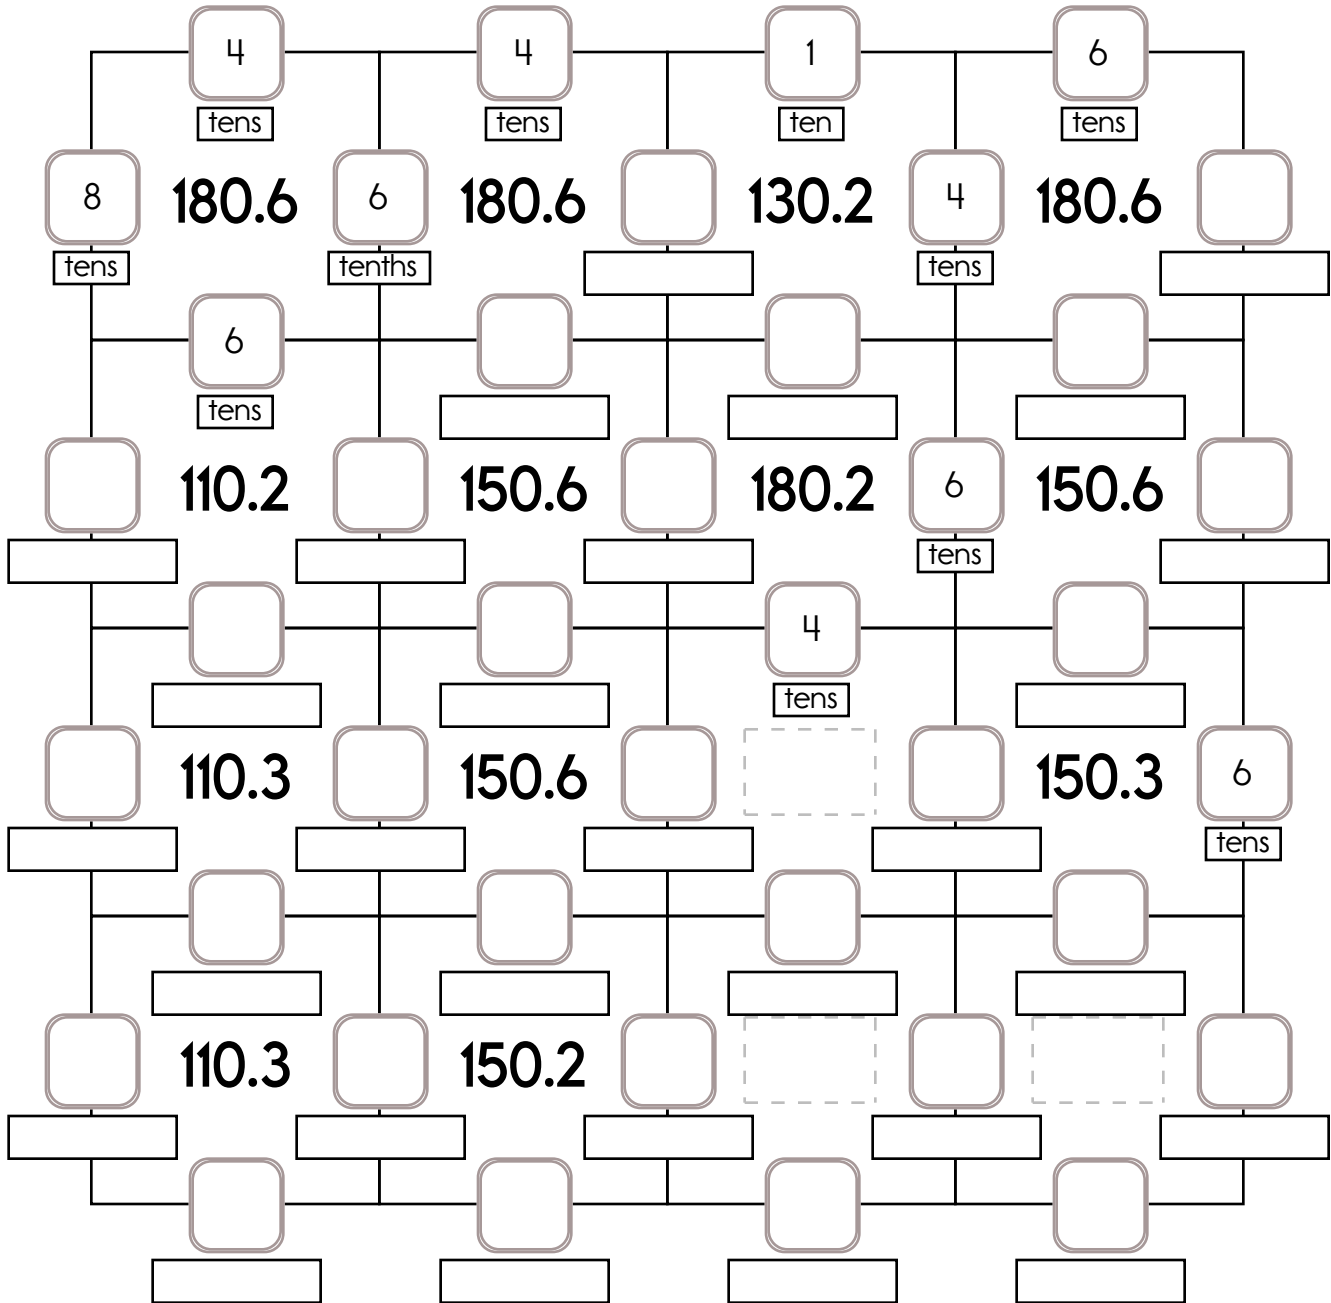 4 4 1 6
tens tens ten tens
8 180.6 6 180.6 130.2 4 180.6
tens tenths tens
6
tens
110.2 150.6 180.2 6 150.6
tens
4
tens
110.3 150.6 150.3 6
tens
110.3 150.2